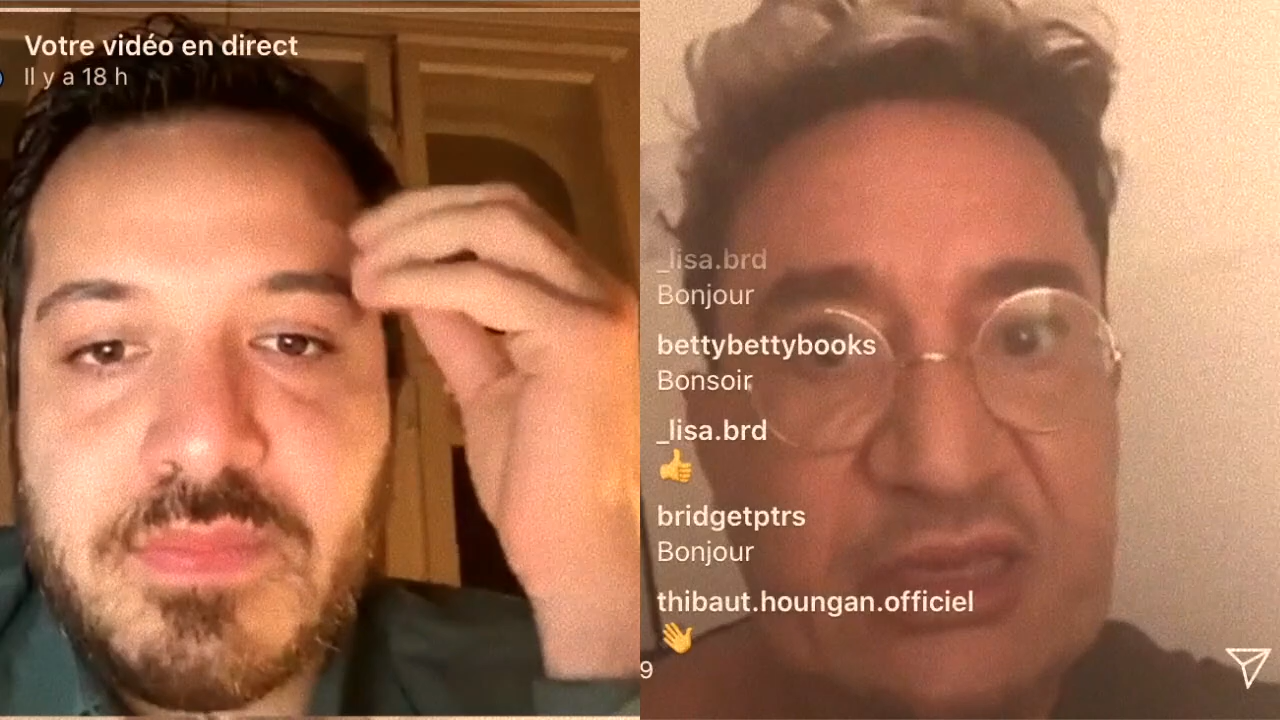 Votre vidéo en direct
Il y a 18 h
_lisa.brd
Bonjour
bettybettybooks
Bonsoir
_lisa.brd
👍
bridgetptrs
Bonjour
thibaut.houngan.officiel
👋
9